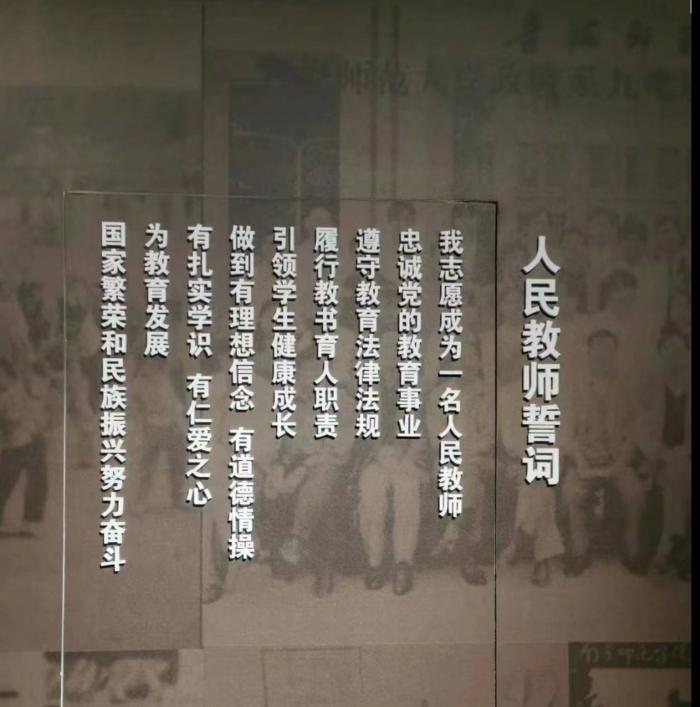 人民教师誓词
我志愿成为一名人民教师
忠诚党的教育事业
遵守教育法律法规
履行教书育人职责
引领学生健康成长
做到有理想信念 有道德情操
有扎实学识 有仁爱之心
为教育发展
国家繁荣和民族振兴努力奋斗